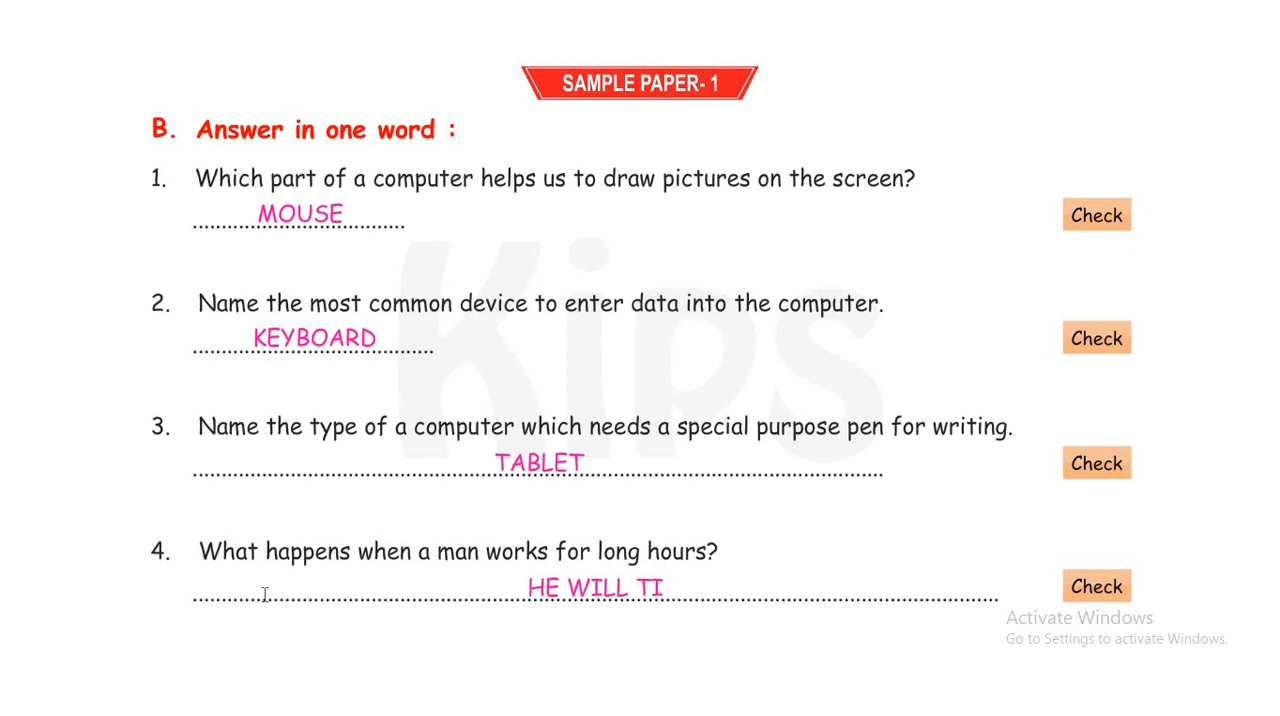 SAMPLE PAPER- 1
B. Answer in one word :
1. Which part of a computer helps us to draw pictures on the screen?
MOUSE
Check
2. Name the most common device to enter data into the computer.
KEYBOARD
Check
3. Name the type of a computer which needs a special purpose pen for writing.
TABLET
Check
4. What happens when a man works for long hours?
HE WILL TI
Check
Activate Windows
Go to Settings to activate Windows.
Kips